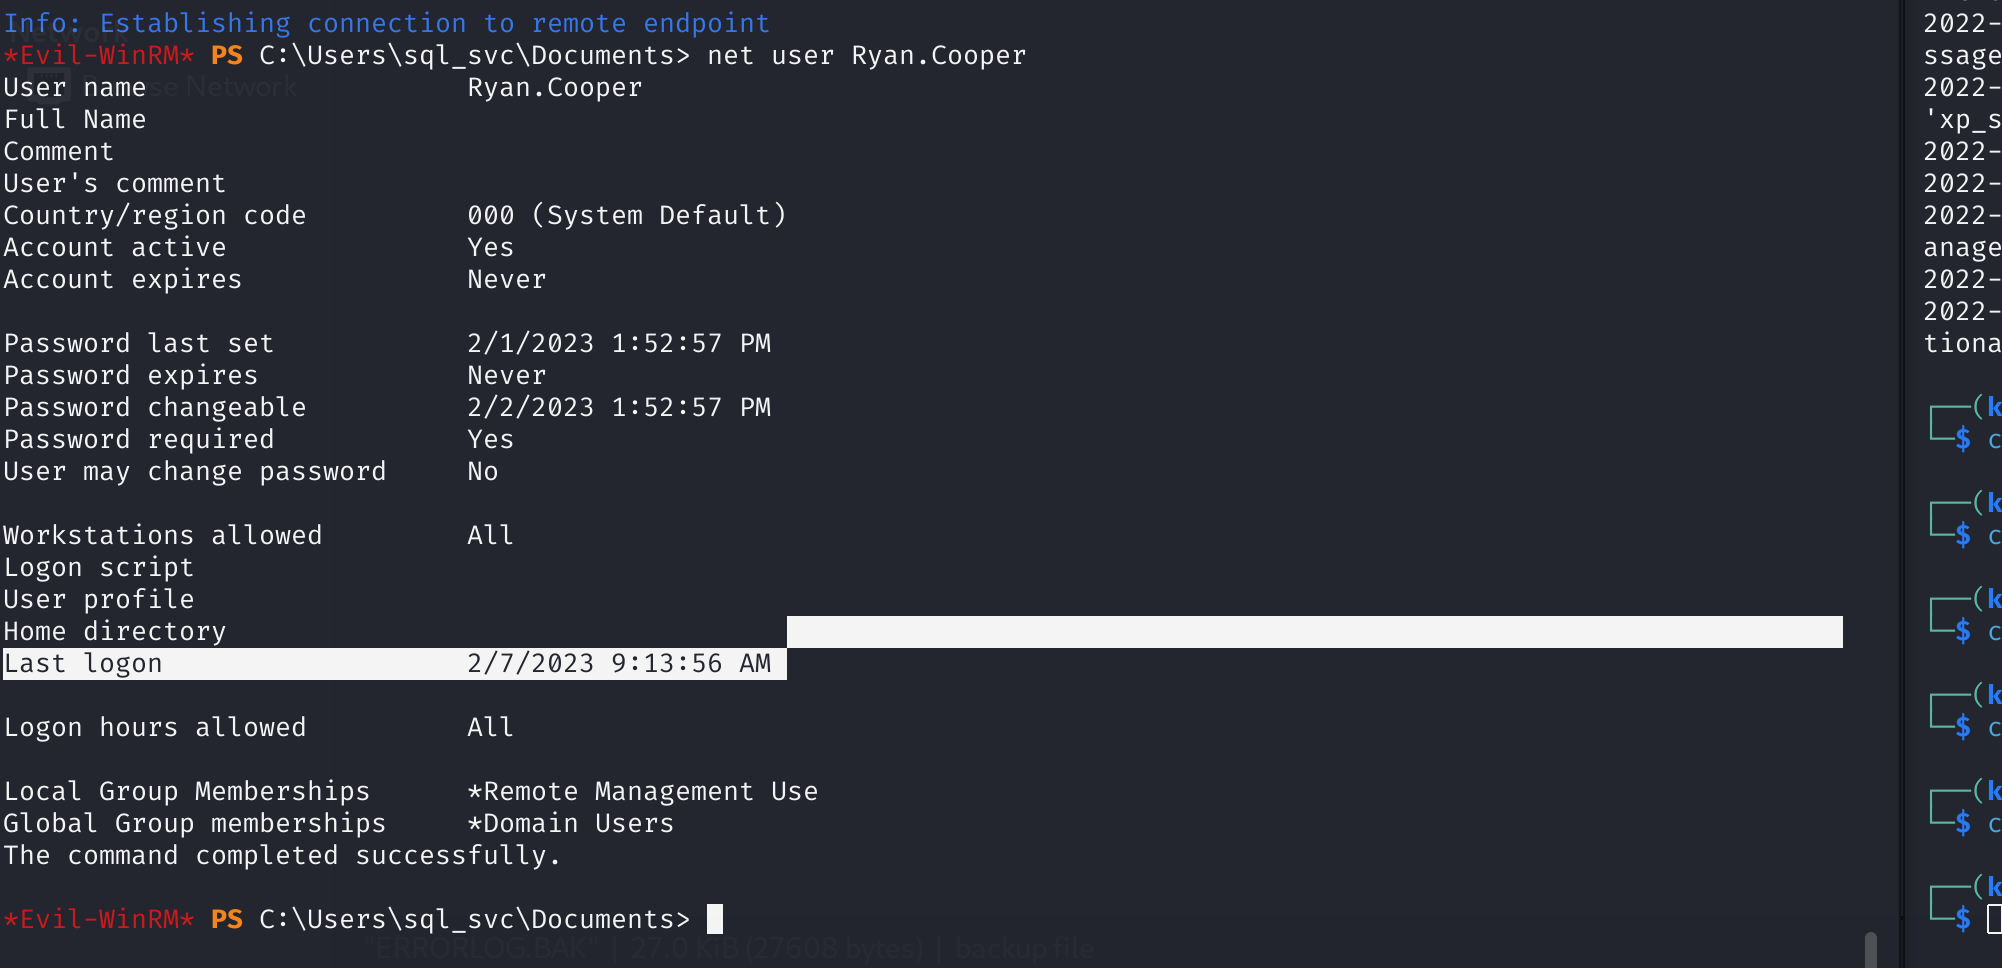 Info: Establishing connection to remote endpoint
*Evil-WinRM* PS C:\Users\sql_svc\Documents> net user Ryan.Cooper
User name                    Ryan.Cooper
Full Name
Comment
User's comment
Country/region code          000 (System Default)
Account active               Yes
Account expires              Never
Password last set            2/1/2023 1:52:57 PM
Password expires             Never
Password changeable          2/2/2023 1:52:57 PM
Password required            Yes
User may change password     No
Workstations allowed         All
Logon script
User profile
Home directory
Last logon                   2/7/2023 9:13:56 AM
Logon hours allowed          All
Local Group Memberships      *Remote Management Use
Global Group memberships     *Domain Users
The command completed successfully.
*Evil-WinRM* PS C:\Users\sql_svc\Documents>
"ERRORLOG.BAK" | 27.0 KiB (27608 bytes) | backup file
2022-
ssage
2022-
'xp_s
2022-
2022-
2022-
anage
2022-
2022-
tiona
(k
$ c
(k
$ c
(k
$ c
(k
$ c
(k
$ c
(k
$